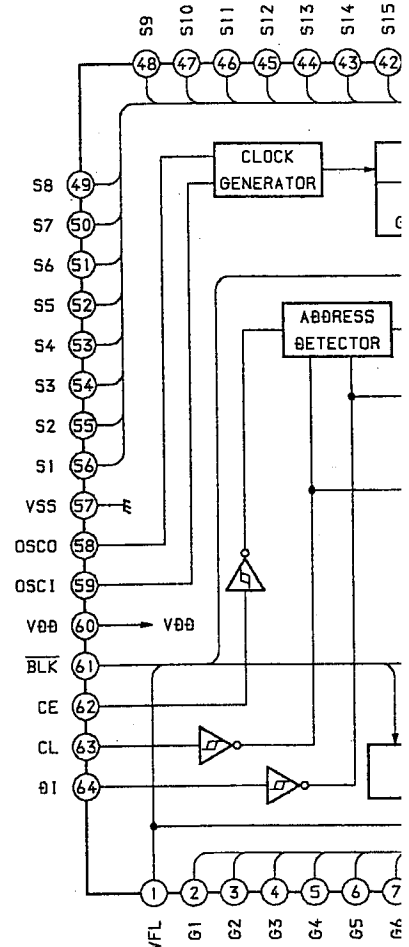 S9 S10 S11 S12 S13 S14 S15
48 47 46 45 44 43 42
CLOCK
GENERATOR
S8 49
S7 50
S6 51
S5 52
S4 53
S3 54
S2 55
S1 56
ADDRESS
DETECTOR
VSS 57
OSCO 58
OSCI 59
VDD 60 VDD
BLK 61
CE 62
CL 63
DI 64
1 2 3 4 5 6 7
VFL G1 G2 G3 G4 G5 G6